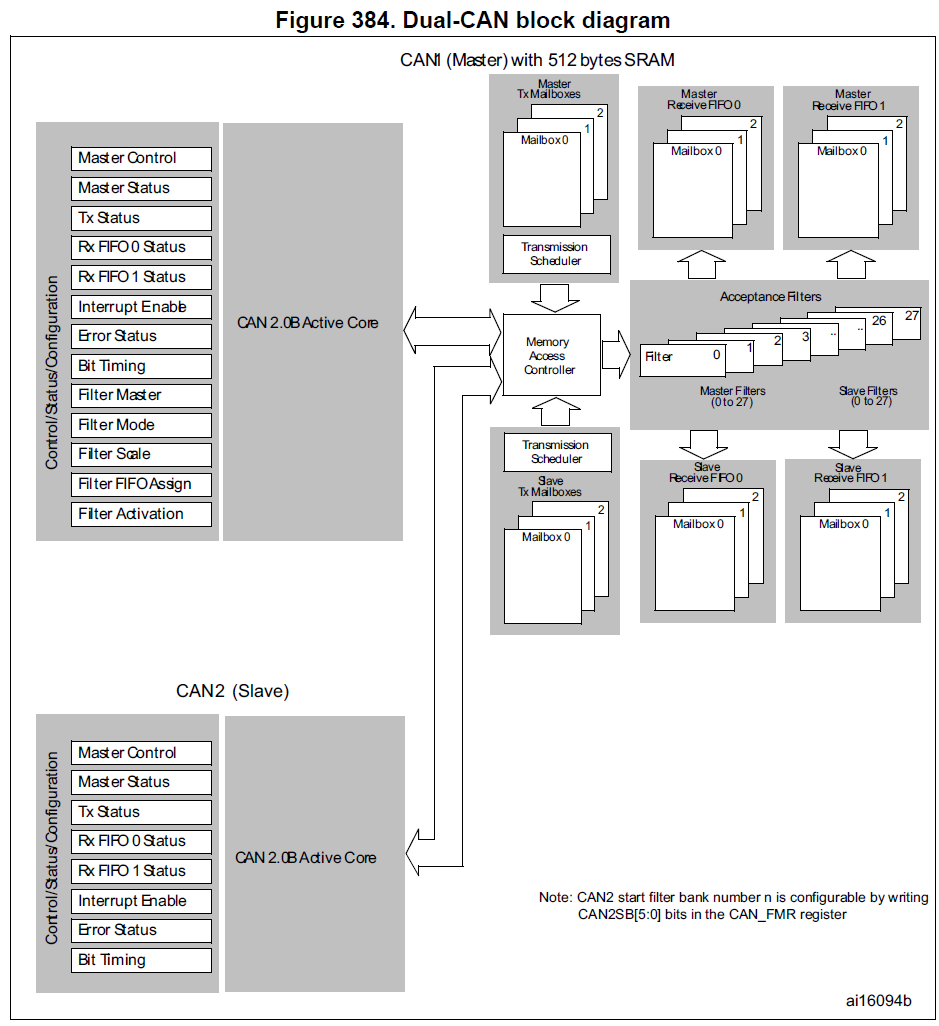 Figure 384. Dual-CAN block diagram
CAN1 (Master) with 512 bytes SRAM
Control/Status/Configuration
Master Control
Master Status
Tx Status
Rx FIFO 0 Status
Rx FIFO 1 Status
Interrupt Enable
Error Status
Bit Timing
Filter Master
Filter Mode
Filter Scale
Filter FIFO Assign
Filter Activation
CAN 2.0B Active Core
Master
Tx Mailboxes
2
1
Mailbox 0
Transmission
Scheduler
Master
Receive FIFO 0
2
1
Mailbox 0
Master
Receive FIFO 1
2
1
Mailbox 0
Memory
Access
Controller
Acceptance Filters
Filter 0 1 2 3 .. .. 26 27
Master Filters
(0 to 27)
Slave Filters
(0 to 27)
Transmission
Scheduler
Slave
Tx Mailboxes
2
1
Mailbox 0
Slave
Receive FIFO 0
2
1
Mailbox 0
Slave
Receive FIFO 1
2
1
Mailbox 0
CAN2 (Slave)
Control/Status/Configuration
Master Control
Master Status
Tx Status
Rx FIFO 0 Status
Rx FIFO 1 Status
Interrupt Enable
Error Status
Bit Timing
CAN 2.0B Active Core
Note: CAN2 start filter bank number n is configurable by writing
CAN2SB[5:0] bits in the CAN_FMR register
ai16094b